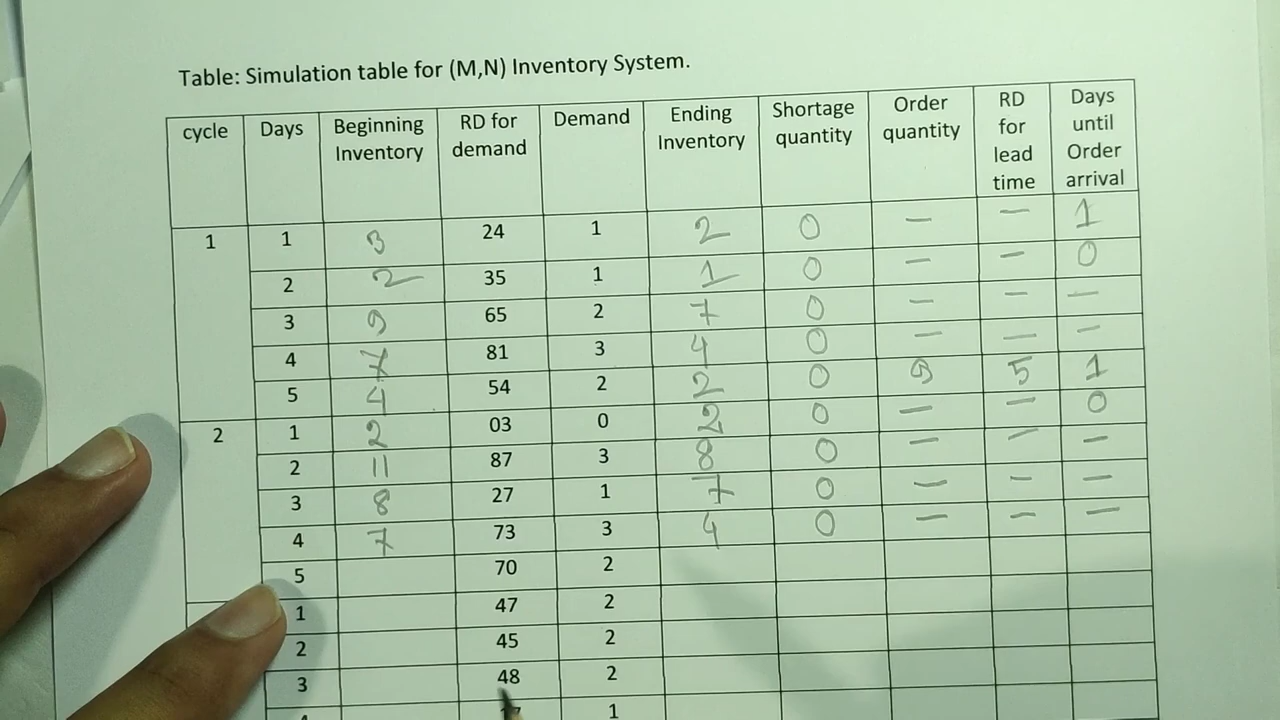 Table: Simulation table for (M,N) Inventory System.
cycle Days Beginning Inventory RD for demand Demand Ending Inventory Shortage quantity Order quantity RD for lead time Days until Order arrival
1 1 3 24 1 2 0 — — 1
2 2 35 1 1 0 — — 0
3 9 65 2 7 0 — — —
4 7 81 3 4 0 — — —
5 4 54 2 2 0 9 5 1
2 1 2 03 0 2 0 — — 0
2 11 87 3 8 0 — — —
3 8 27 1 7 0 — — —
4 7 73 3 4 0 — — —
5 70 2
1 47 2
2 45 2
3 48 2
1